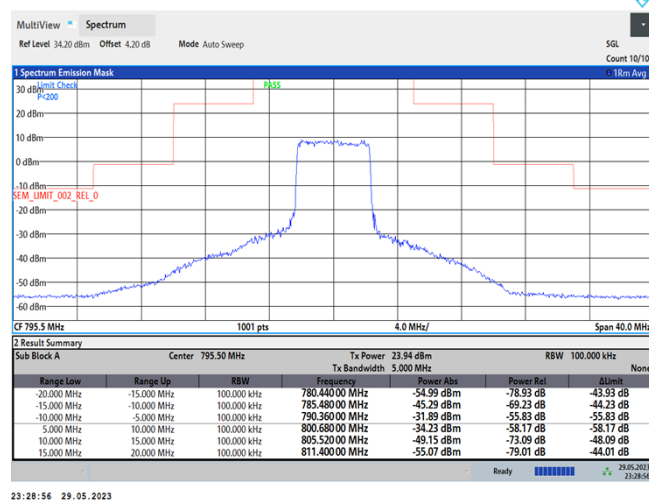 MultiView Spectrum
Ref Level 34.20 dBm Offset 4.20 dB Mode Auto Sweep SGL
Count 10/10
1 Spectrum Emission Mask 1Rm Avg
30 dBm Limit Check PASS
P<200
20 dBm
10 dBm
0 dBm
-10 dBm
SEM_LIMIT_002_REL_0
-20 dBm
-30 dBm
-40 dBm
-50 dBm
-60 dBm
CF 795.5 MHz 1001 pts 4.0 MHz/ Span 40.0 MHz
2 Result Summary
Sub Block A Center 795.50 MHz Tx Power 23.94 dBm RBW 100.000 kHz
Tx Bandwidth 5.000 MHz None
Range Low Range Up RBW Frequency Power Abs Power Rel ΔLimit
-20.000 MHz -15.000 MHz 100.000 kHz 780.44000 MHz -54.99 dBm -78.93 dB -43.93 dB
-15.000 MHz -10.000 MHz 100.000 kHz 785.48000 MHz -45.29 dBm -69.23 dB -44.23 dB
-10.000 MHz -5.000 MHz 100.000 kHz 790.36000 MHz -31.89 dBm -55.83 dB -55.83 dB
5.000 MHz 10.000 MHz 100.000 kHz 800.68000 MHz -34.23 dBm -58.17 dB -58.17 dB
10.000 MHz 15.000 MHz 100.000 kHz 805.52000 MHz -49.15 dBm -73.09 dB -48.09 dB
15.000 MHz 20.000 MHz 100.000 kHz 811.40000 MHz -55.07 dBm -79.01 dB -44.01 dB
Ready 29.05.2023
23:28:56
23:28:56 29.05.2023